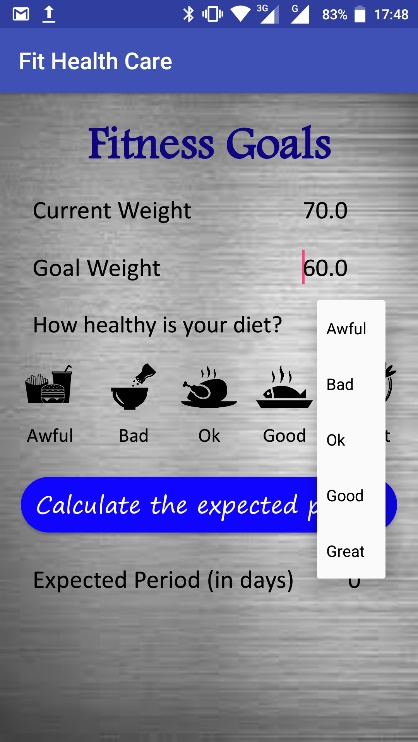 3G G 83% 17:48
Fit Health Care
Fitness Goals
Current Weight 70.0
Goal Weight 60.0
How healthy is your diet?
Awful
Bad
Ok
Good
Great
Awful Bad Ok Good t
Calculate the expected p
Expected Period (in days) 0